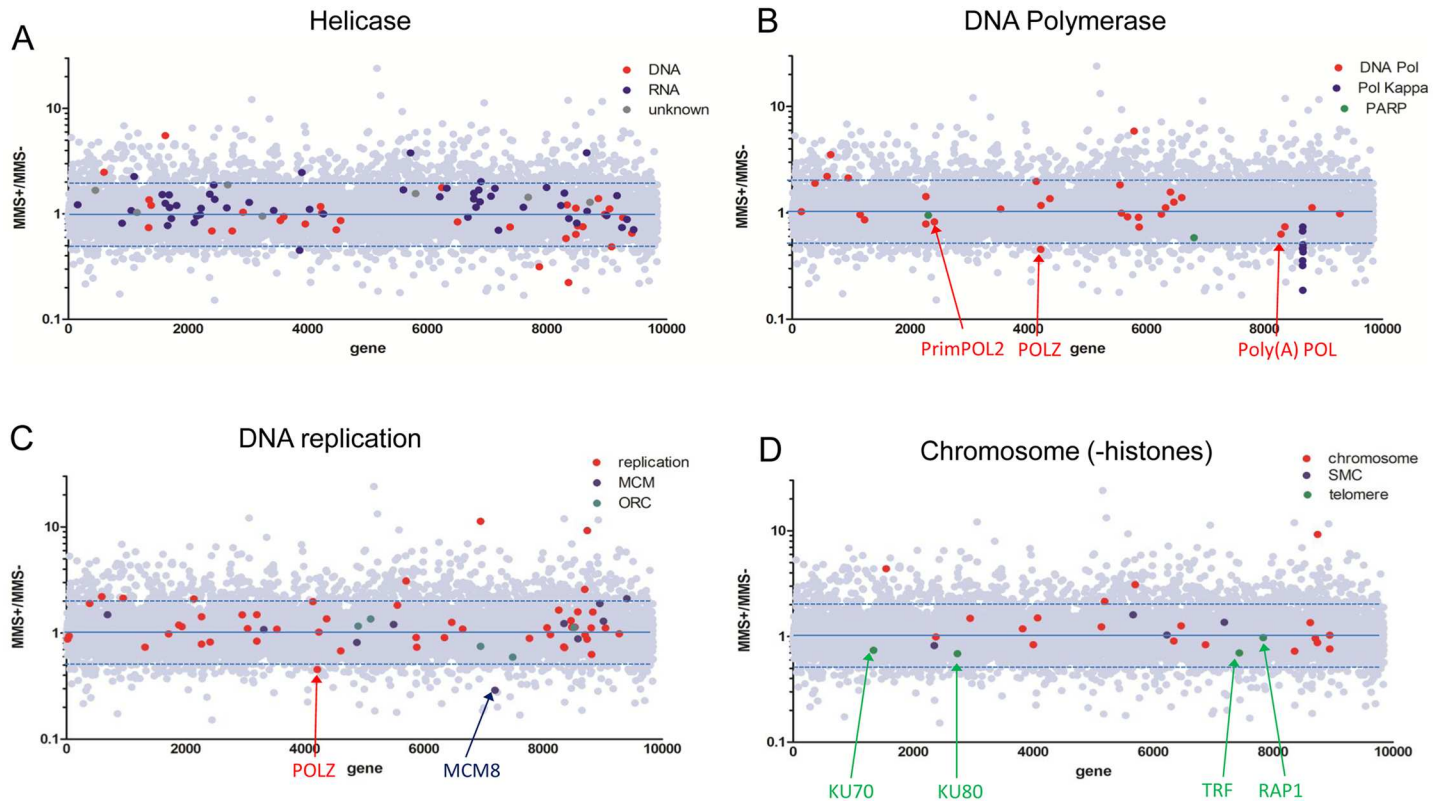 A
Helicase
DNA
RNA
unknown
MMS+/MMS-
10
1
0.1
0
2000
4000
6000
8000
10000
gene
B
DNA Polymerase
DNA Pol
Pol Kappa
PARP
MMS+/MMS-
10
1
0.1
0
2000
4000
6000
8000
10000
PrimPOL2
POLZ
gene
Poly(A) POL
C
DNA replication
replication
MCM
ORC
MMS+/MMS-
10
1
0.1
0
2000
4000
6000
8000
10000
POLZ
gene
MCM8
D
Chromosome (-histones)
chromosome
SMC
telomere
MMS+/MMS-
10
1
0.1
0
2000
4000
6000
8000
10000
gene
KU70
KU80
TRF
RAP1